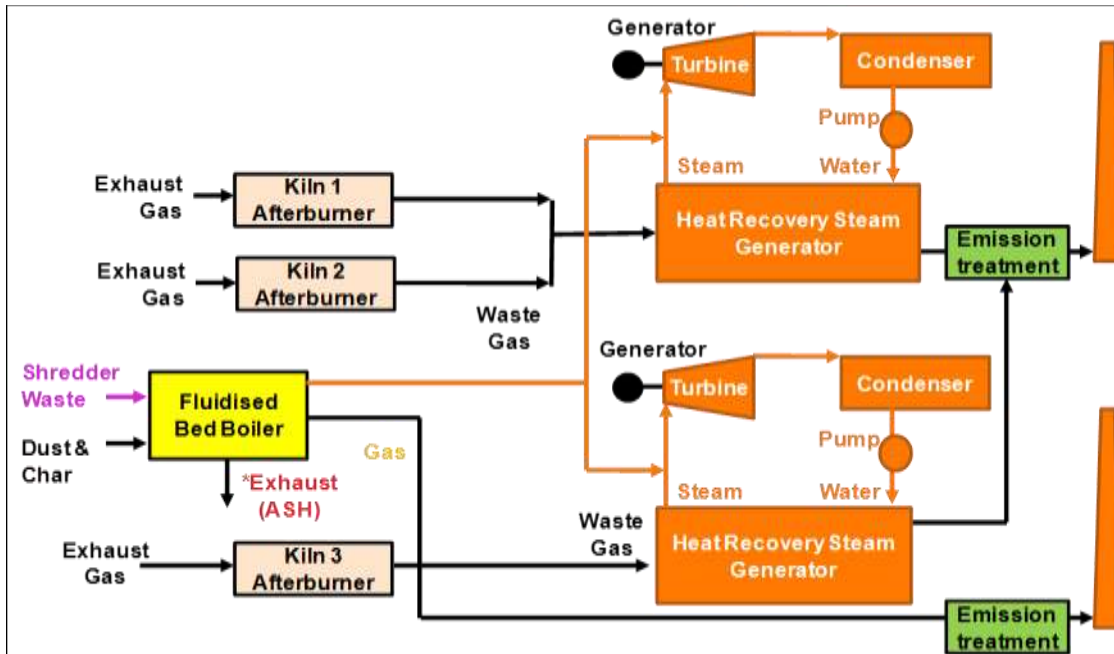 Generator
Turbine
Condenser
Pump
Steam
Water
Exhaust
Gas
Kiln 1
Afterburner
Heat Recovery Steam
Generator
Emission
treatment
Exhaust
Gas
Kiln 2
Afterburner
Waste
Gas
Generator
Turbine
Condenser
Shredder
Waste
Fluidised
Bed Boiler
Dust &
Char
Gas
Pump
*Exhaust
(ASH)
Steam
Water
Waste
Gas
Exhaust
Gas
Kiln 3
Afterburner
Heat Recovery Steam
Generator
Emission
treatment